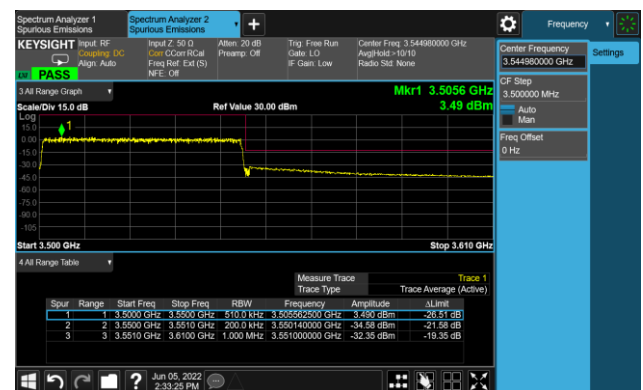 Spectrum Analyzer 1
Spurious Emissions
Spectrum Analyzer 2
Spurious Emissions
Frequency
KEYSIGHT
Input: RF
Coupling: DC
Align: Auto
Input Z: 50 Ω
Corr CCorr RCal
Freq Ref: Ext (S)
NFE: Off
Atten: 20 dB
Preamp: Off
Trig: Free Run
Gate: LO
IF Gain: Low
Center Freq: 3.544980000 GHz
Avg|Hold:>10/10
Radio Std: None
PASS
Center Frequency
3.544980000 GHz
Settings
CF Step
3.500000 MHz
Auto
Man
Freq Offset
0 Hz
3.All Range Graph
Mkr1 3.5056 GHz
Scale/Div 15.0 dB
Ref Value 30.00 dBm
3.49 dBm
Log
15.0
0.00
-15.0
-30.0
-45.0
-60.0
-75.0
-90.0
-105
1
Start 3.500 GHz
Stop 3.610 GHz
4.All Range Table
Measure Trace Trace 1
Trace Type Trace Average (Active)
Spur Range Start Freq Stop Freq RBW Frequency Amplitude ΔLimit
1 1 3.5000 GHz 3.5500 GHz 510.0 kHz 3.505562500 GHz 3.490 dBm -26.51 dB
2 2 3.5500 GHz 3.5510 GHz 200.0 kHz 3.550140000 GHz -34.58 dBm -21.58 dB
3 3 3.5510 GHz 3.6100 GHz 1.000 MHz 3.551000000 GHz -32.35 dBm -19.35 dB
?
Jun 05, 2022
2:33:25 PM